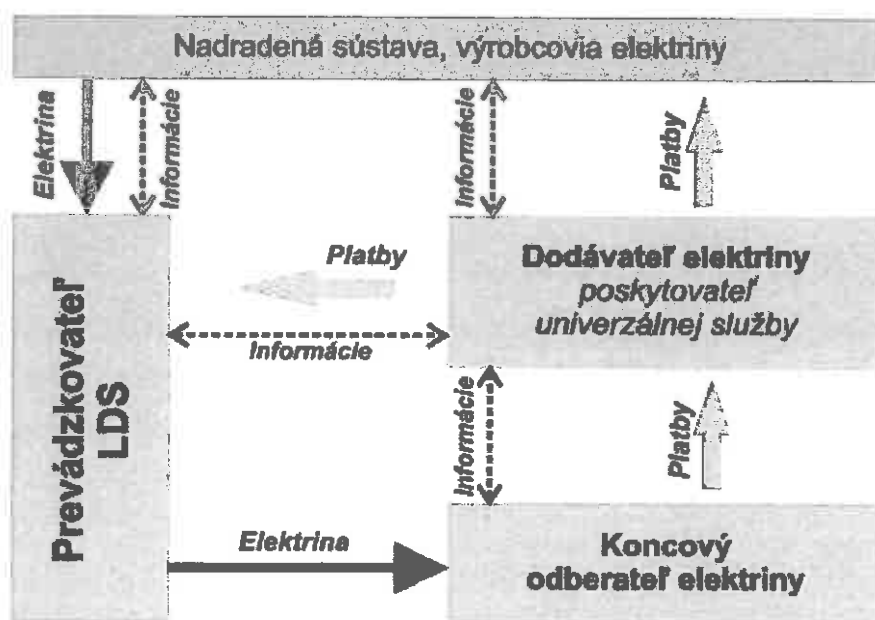 Nadradená sústava, výrobcovia elektriny
Elektrina
Informácie
Informácie
Platby
Platby
Dodávateľ elektriny
poskytovateľ
univerzálnej služby
Informácie
Prevádzkovateľ
LDS
Informácie
Platby
Elektrina
Koncový
odberateľ elektriny